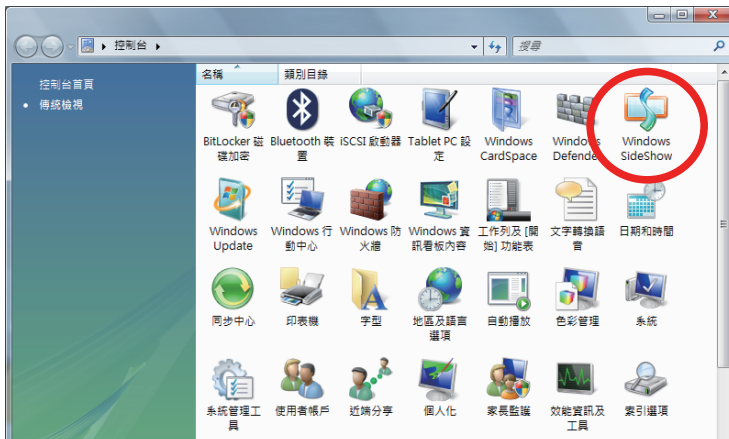 控制台
搜尋
控制台首頁
傳統檢視
名稱 類別目錄
BitLocker 磁
碟加密
Bluetooth 裝
置
iSCSI 啟動器
Tablet PC 設
定
Windows
CardSpace
Windows
Defender
Windows
SideShow
Windows
Update
Windows 行
動中心
Windows 防
火牆
Windows 資
訊看板內容
工作列及 [開
始] 功能表
文字轉換語
音
日期和時間
同步中心
印表機
字型
地區及語言
選項
自動播放
色彩管理
系統
系統管理工
具
使用者帳戶
近端分享
個人化
家長監護
效能資訊及
工具
索引選項